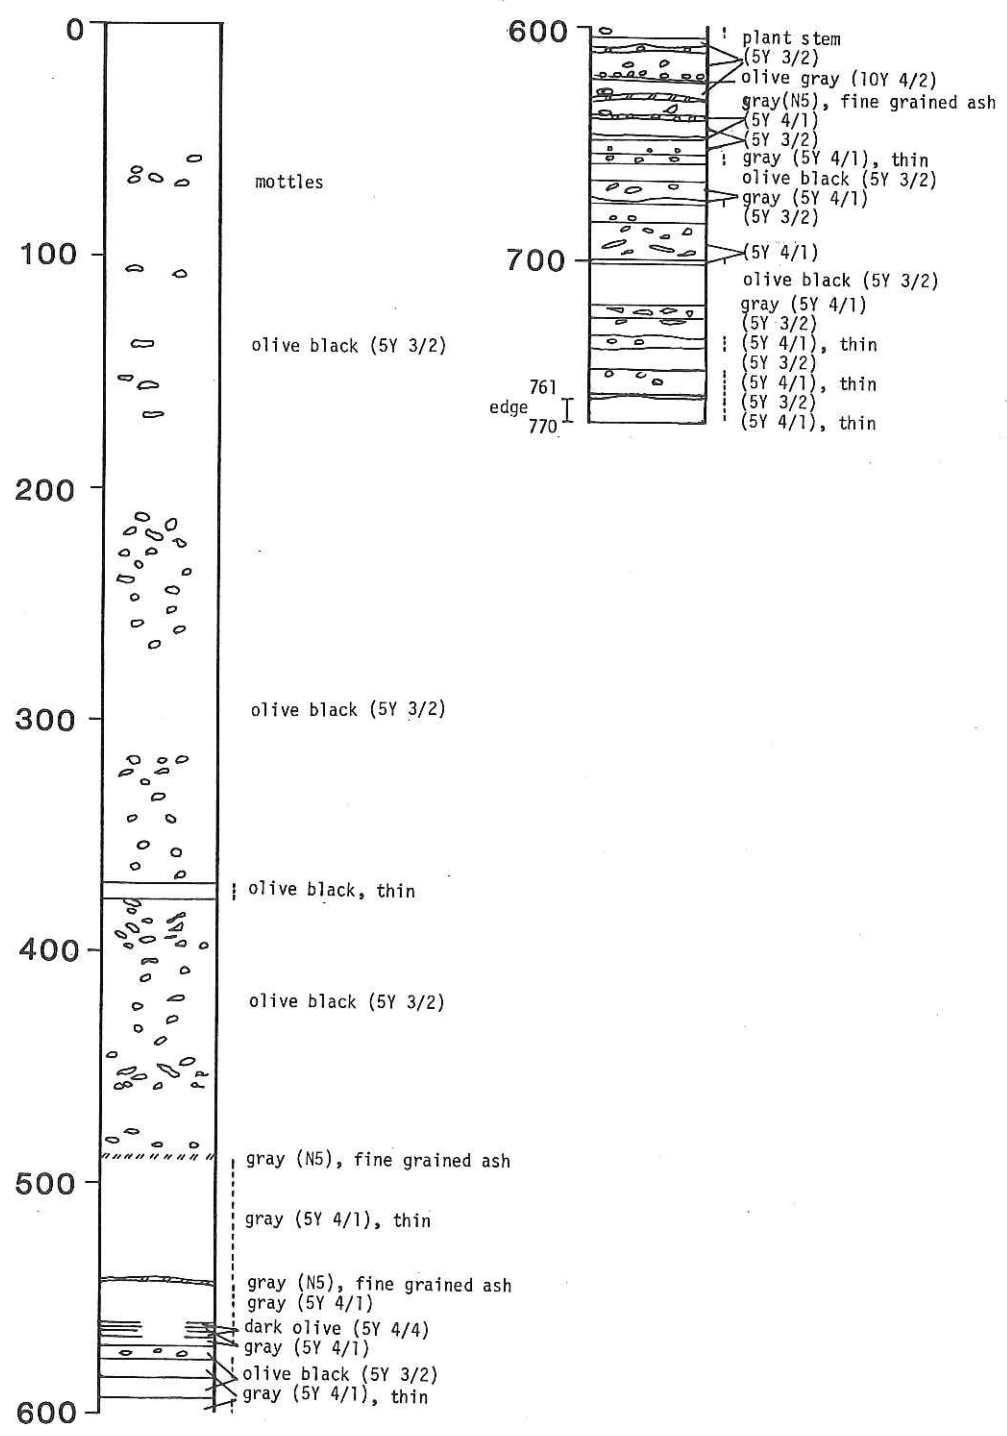 0
mottles
100
olive black (5Y 3/2)
200
300
olive black (5Y 3/2)
olive black, thin
400
olive black (5Y 3/2)
gray (N5), fine grained ash
500
gray (5Y 4/1), thin
gray (N5), fine grained ash
gray (5Y 4/1)
dark olive (5Y 4/4)
gray (5Y 4/1)
olive black (5Y 3/2)
gray (5Y 4/1), thin
600
600
plant stem
(5Y 3/2)
olive gray (10Y 4/2)
gray(N5), fine grained ash
(5Y 4/1)
(5Y 3/2)
gray (5Y 4/1), thin
olive black (5Y 3/2)
gray (5Y 4/1)
(5Y 3/2)
700
(5Y 4/1)
olive black (5Y 3/2)
gray (5Y 4/1)
(5Y 3/2)
(5Y 4/1), thin
(5Y 3/2)
761
(5Y 4/1), thin
edge
(5Y 3/2)
770
(5Y 4/1), thin